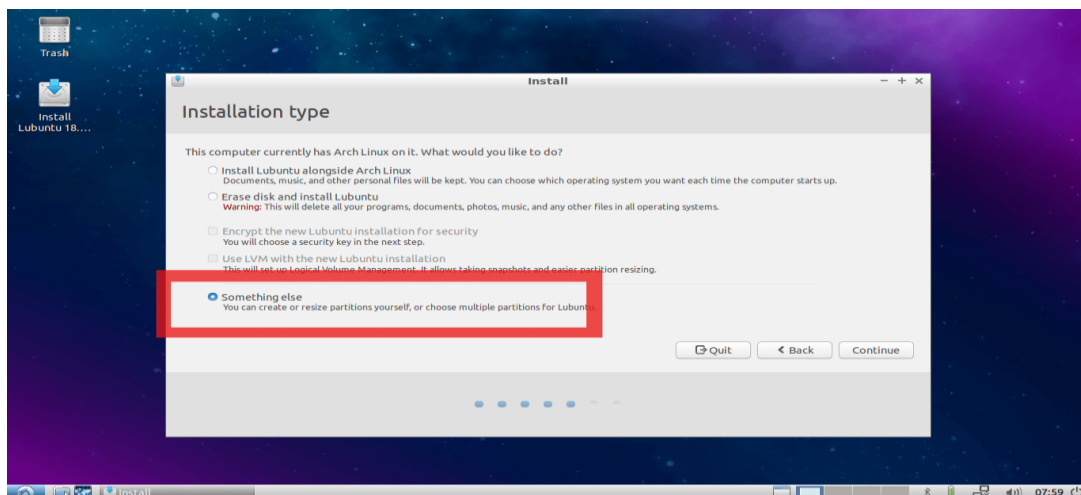 Trash
Install
Lubuntu 18....
Install
Installation type
This computer currently has Arch Linux on it. What would you like to do?
Install Lubuntu alongside Arch Linux
Documents, music, and other personal files will be kept. You can choose which operating system you want each time the computer starts up.
Erase disk and install Lubuntu
Warning: This will delete all your programs, documents, photos, music, and any other files in all operating systems.
Encrypt the new Lubuntu installation for security
You will choose a security key in the next step.
Use LVM with the new Lubuntu installation
This will set up Logical Volume Management. It allows taking snapshots and easier partition resizing.
Something else
You can create or resize partitions yourself, or choose multiple partitions for Lubuntu.
Quit
Back
Continue
Install
07:59